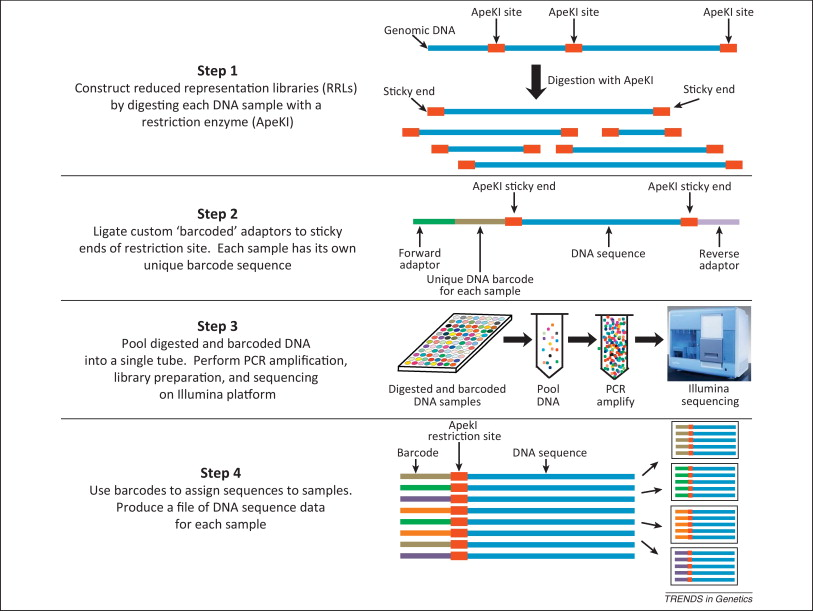 Step 1
Construct reduced representation libraries (RRLs)
by digesting each DNA sample with a
restriction enzyme (ApeKI)
ApeKI site
ApeKI site
ApeKI site
Genomic DNA
Digestion with ApeKI
Sticky end
Sticky end
Step 2
Ligate custom ‘barcoded’ adaptors to sticky
ends of restriction site.  Each sample has its own
unique barcode sequence
ApeKI sticky end
ApeKI sticky end
Forward
adaptor
Unique DNA barcode
for each sample
DNA sequence
Reverse
adaptor
Step 3
Pool digested and barcoded DNA
into a single tube.  Perform PCR amplification,
library preparation, and sequencing
on Illumina platform
Digested and barcoded
DNA samples
Pool
DNA
PCR
amplify
Illumina
sequencing
Step 4
Use barcodes to assign sequences to samples.
Produce a file of DNA sequence data
for each sample
Barcode
ApekI
restriction site
DNA sequence
TRENDS in Genetics